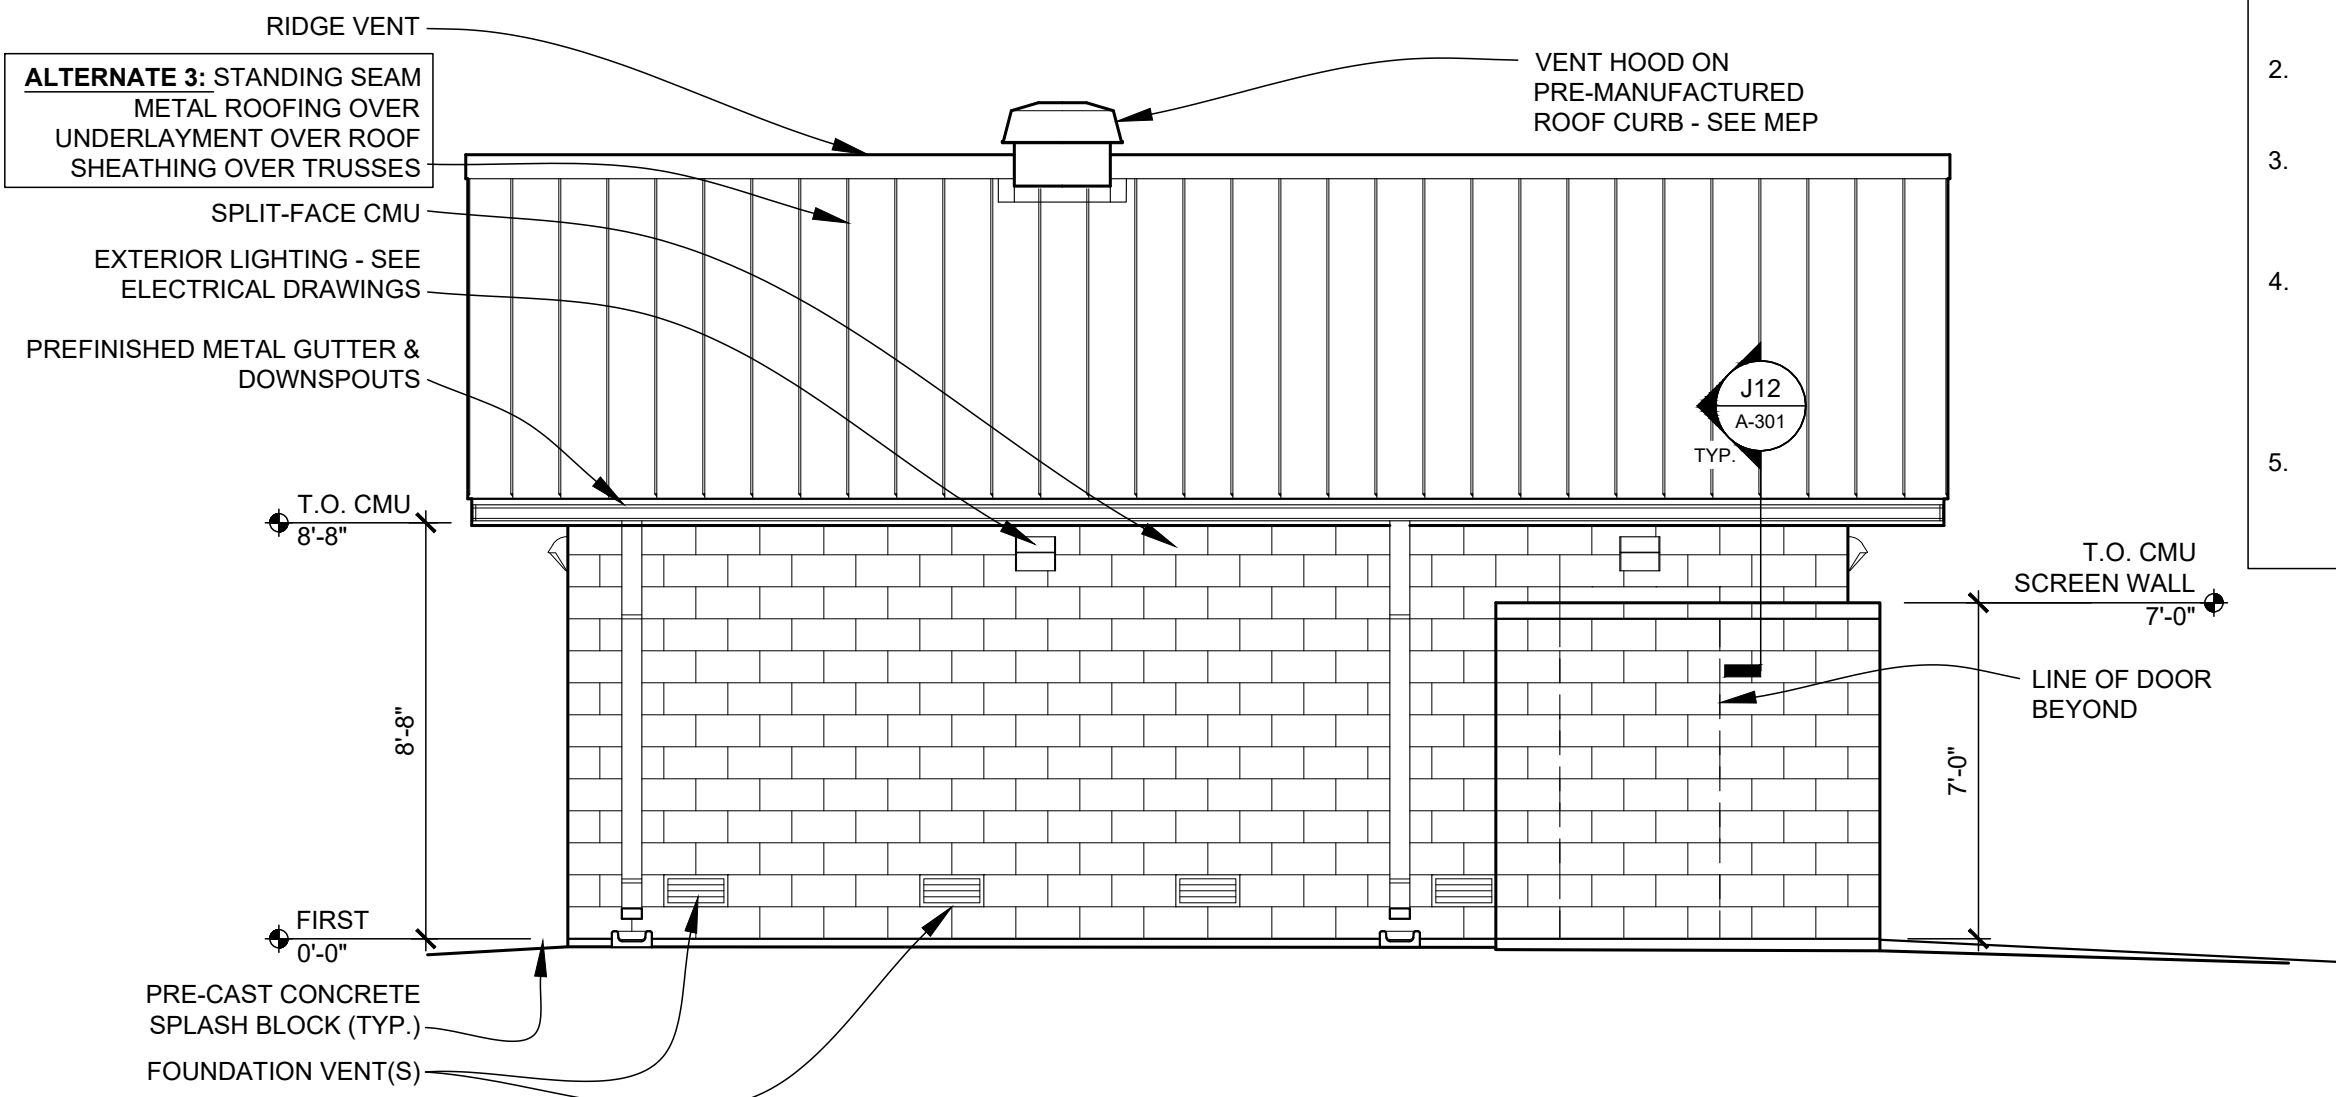 RIDGE VENT
ALTERNATE 3: STANDING SEAM
METAL ROOFING OVER
UNDERLAYMENT OVER ROOF
SHEATHING OVER TRUSSES
SPLIT-FACE CMU
EXTERIOR LIGHTING - SEE
ELECTRICAL DRAWINGS
PREFINISHED METAL GUTTER &
DOWNSPOUTS
T.O. CMU
8'-8"
8'-8"
FIRST
0'-0"
PRE-CAST CONCRETE
SPLASH BLOCK (TYP.)
FOUNDATION VENT(S)
VENT HOOD ON
PRE-MANUFACTURED
ROOF CURB - SEE MEP
J12
A-301
TYP.
T.O. CMU
SCREEN WALL
7'-0"
LINE OF DOOR
BEYOND
7'-0"
2.
3.
4.
5.